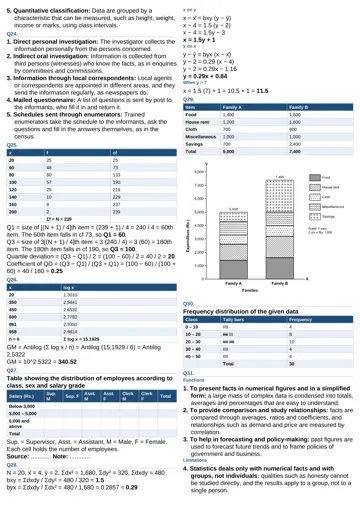 5. Quantitative classification: Data are grouped by a
characteristic that can be measured, such as height, weight,
income or marks, using class intervals.
Q24.
1. Direct personal investigation: The investigator collects the
information personally from the persons concerned.
2. Indirect oral investigation: Information is collected from
third persons (witnesses) who know the facts, as in enquiries
by committees and commissions.
3. Information through local correspondents: Local agents
or correspondents are appointed in different areas, and they
send the information regularly, as newspapers do.
4. Mailed questionnaire: A list of questions is sent by post to
the informants, who fill it in and return it.
5. Schedules sent through enumerators: Trained
enumerators take the schedule to the informants, ask the
questions and fill in the answers themselves, as in the
census.
Q25.
x f cf
20 25 25
60 48 73
80 60 133
100 57 190
120 29 219
140 10 229
160 8 237
200 2 239
Σf = N = 239
Q1 = size of [(N + 1) / 4]th item = (239 + 1) / 4 = 240 / 4 = 60th
item. The 60th item falls in cf 73, so Q1 = 60.
Q3 = size of 3[(N + 1) / 4]th item = 3 (240 / 4) = 3 (60) = 180th
item. The 180th item falls in cf 190, so Q3 = 100.
Quartile deviation = (Q3 − Q1) / 2 = (100 − 60) / 2 = 40 / 2 = 20
Coefficient of QD = (Q3 − Q1) / (Q3 + Q1) = (100 − 60) / (100 +
60) = 40 / 160 = 0.25
Q26.
x log x
20 1.3010
350 2.5441
450 2.6532
600 2.7782
861 2.9350
958 2.9814
n = 6 Σ log x = 15.1929
GM = Antilog (Σ log x / n) = Antilog (15.1929 / 6) = Antilog
2.5322
GM = 10^2.5322 = 340.52
Q27.
Table showing the distribution of employees according to
class, sex and salary grade
Salary (Rs.) Sup. M Sup. F Asst. M Asst. F Clerk M Clerk F Total
Below 3,000
3,000 – 5,000
5,000 and above
Total
Sup. = Supervisor, Asst. = Assistant, M = Male, F = Female.
Each cell holds the number of employees.
Source: ........... Note: ...........
Q28.
N = 20, x̄ = 4, ȳ = 2, Σdx² = 1,680, Σdy² = 320, Σdxdy = 480
bxy = Σdxdy / Σdy² = 480 / 320 = 1.5
byx = Σdxdy / Σdx² = 480 / 1,680 = 0.2857 = 0.29
x on y
x − x̄ = bxy (y − ȳ)
x − 4 = 1.5 (y − 2)
x − 4 = 1.5y − 3
x = 1.5y + 1
y on x
y − ȳ = byx (x − x̄)
y − 2 = 0.29 (x − 4)
y − 2 = 0.29x − 1.16
y = 0.29x + 0.84
When y = 7
x = 1.5 (7) + 1 = 10.5 + 1 = 11.5
Q29.
Item Family A Family B
Food 1,400 1,600
House rent 1,200 1,600
Cloth 700 800
Miscellaneous 1,000 1,000
Savings 700 2,400
Total 5,000 7,400
Y
8,000
7,000
6,000
5,000
4,000
3,000
2,000
1,000
0
Expenditure (Rs.)
5,000
7,400
Family A
Family B
X
Families
Food
House rent
Cloth
Miscellaneous
Savings
Scale: Y-axis
2 cm = Rs. 1,000
Q30.
Frequency distribution of the given data
Class Tally bars Frequency
0 – 10 IIII 4
10 – 20 8
20 – 30 10
30 – 40 IIII 4
40 – 50 IIII 4
Total 30
Q31.
Functions
1. To present facts in numerical figures and in a simplified
form: a large mass of complex data is condensed into totals,
averages and percentages that are easy to understand.
2. To provide comparison and study relationships: facts are
compared through averages, ratios and coefficients, and
relationships such as demand and price are measured by
correlation.
3. To help in forecasting and policy-making: past figures are
used to forecast future trends and to frame policies of
government and business.
Limitations
4. Statistics deals only with numerical facts and with
groups, not individuals: qualities such as honesty cannot
be studied directly, and the results apply to a group, not to a
single person.